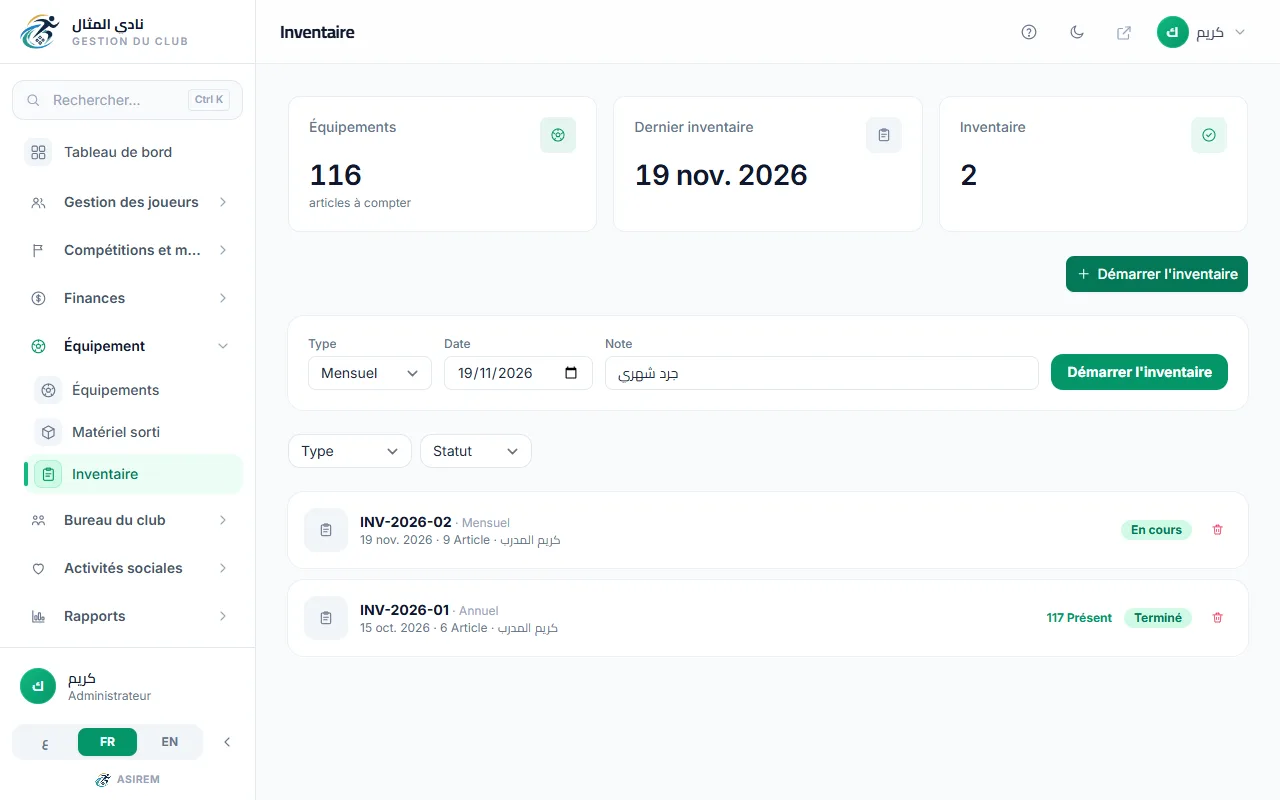 نادي المثال
GESTION DU CLUB
Rechercher...
Ctrl K
Tableau de bord
Gestion des joueurs
Compétitions et m...
Finances
Équipement
Équipements
Matériel sorti
Inventaire
Bureau du club
Activités sociales
Rapports
ك
كريم
Administrateur
ع
FR
EN
ASIREM
Inventaire
ك
كريم
Équipements
116
articles à compter
Dernier inventaire
19 nov. 2026
Inventaire
2
+ Démarrer l'inventaire
Type
Date
Note
Mensuel
19/11/2026
جرد شهري
Démarrer l'inventaire
Type
Statut
INV-2026-02 · Mensuel
19 nov. 2026 · 9 Article · كريم المدرب
En cours
INV-2026-01 · Annuel
15 oct. 2026 · 6 Article · كريم المدرب
117 Présent
Terminé